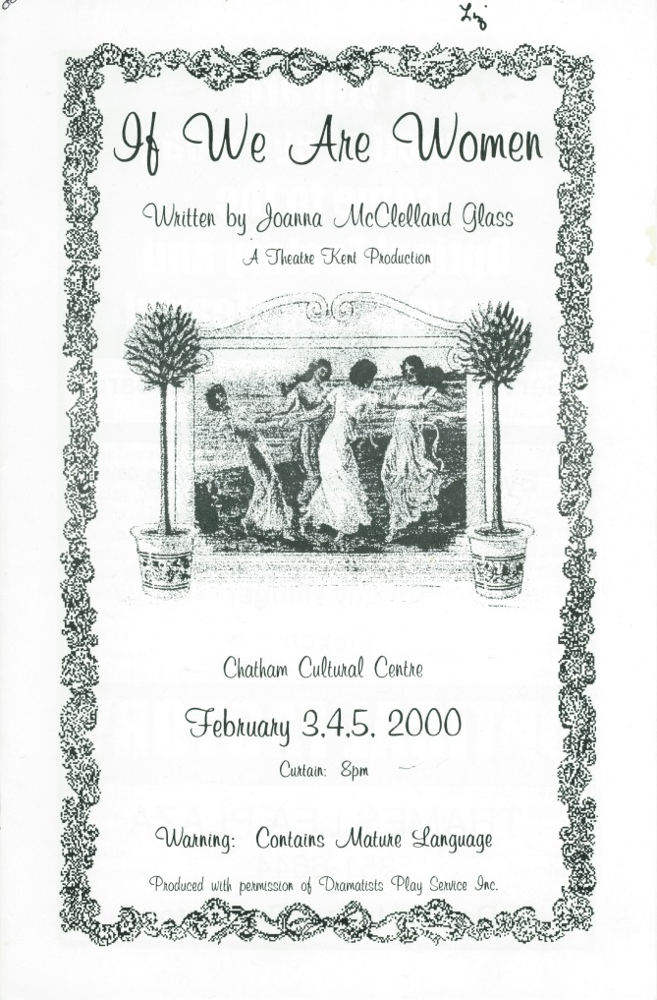 Liz
If We Are Women
Written by Joanna McClelland Glass
A Theatre Kent Production
Chatham Cultural Centre
February 3,4,5, 2000
Curtain: 8pm
Warning: Contains Mature Language
Produced with permission of Dramatists Play Service Inc.